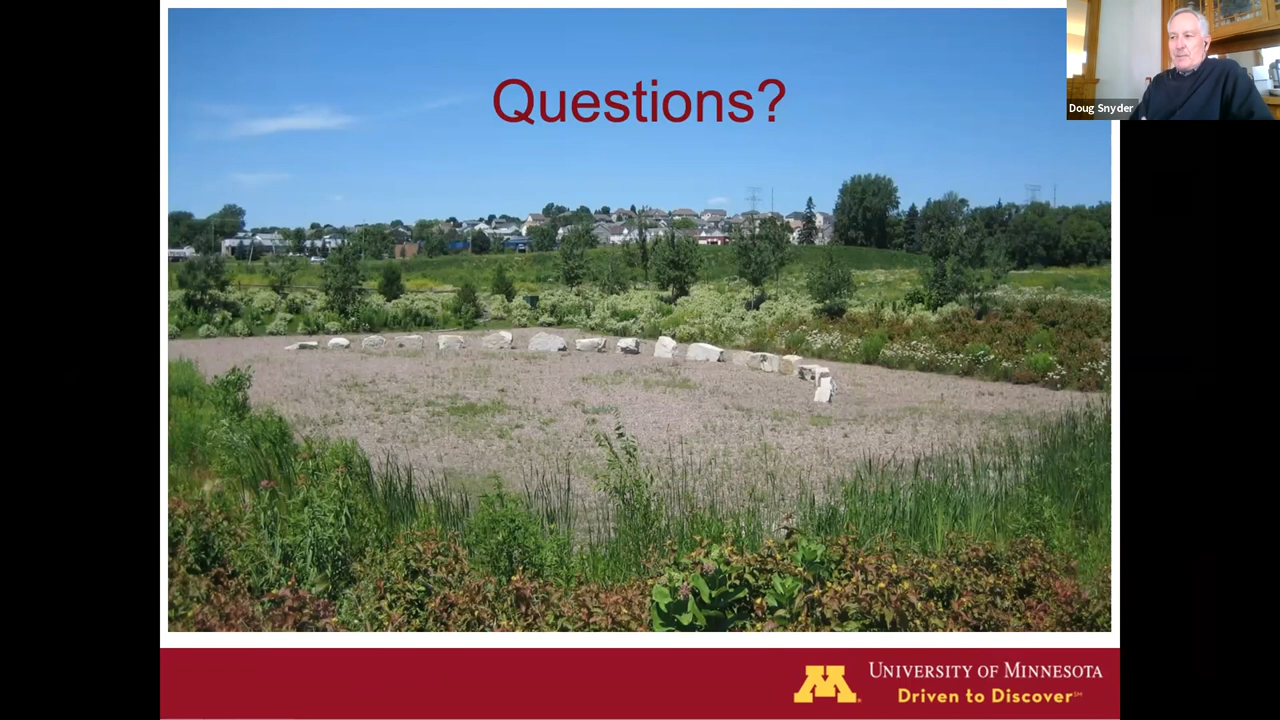 Questions?
Doug Snyder
UNIVERSITY OF MINNESOTA
Driven to Discover℠